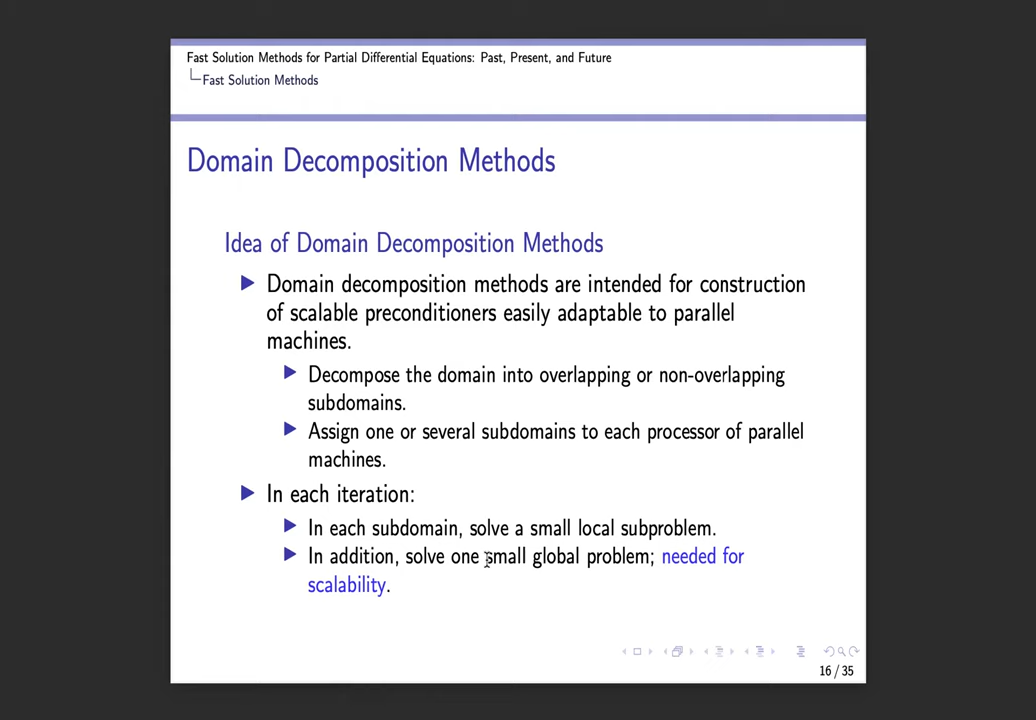 Fast Solution Methods for Partial Differential Equations: Past, Present, and Future
Fast Solution Methods
Domain Decomposition Methods
Idea of Domain Decomposition Methods
Domain decomposition methods are intended for construction
of scalable preconditioners easily adaptable to parallel
machines.
Decompose the domain into overlapping or non-overlapping
subdomains.
Assign one or several subdomains to each processor of parallel
machines.
In each iteration:
In each subdomain, solve a small local subproblem.
In addition, solve one small global problem; needed for
scalability.
16 / 35